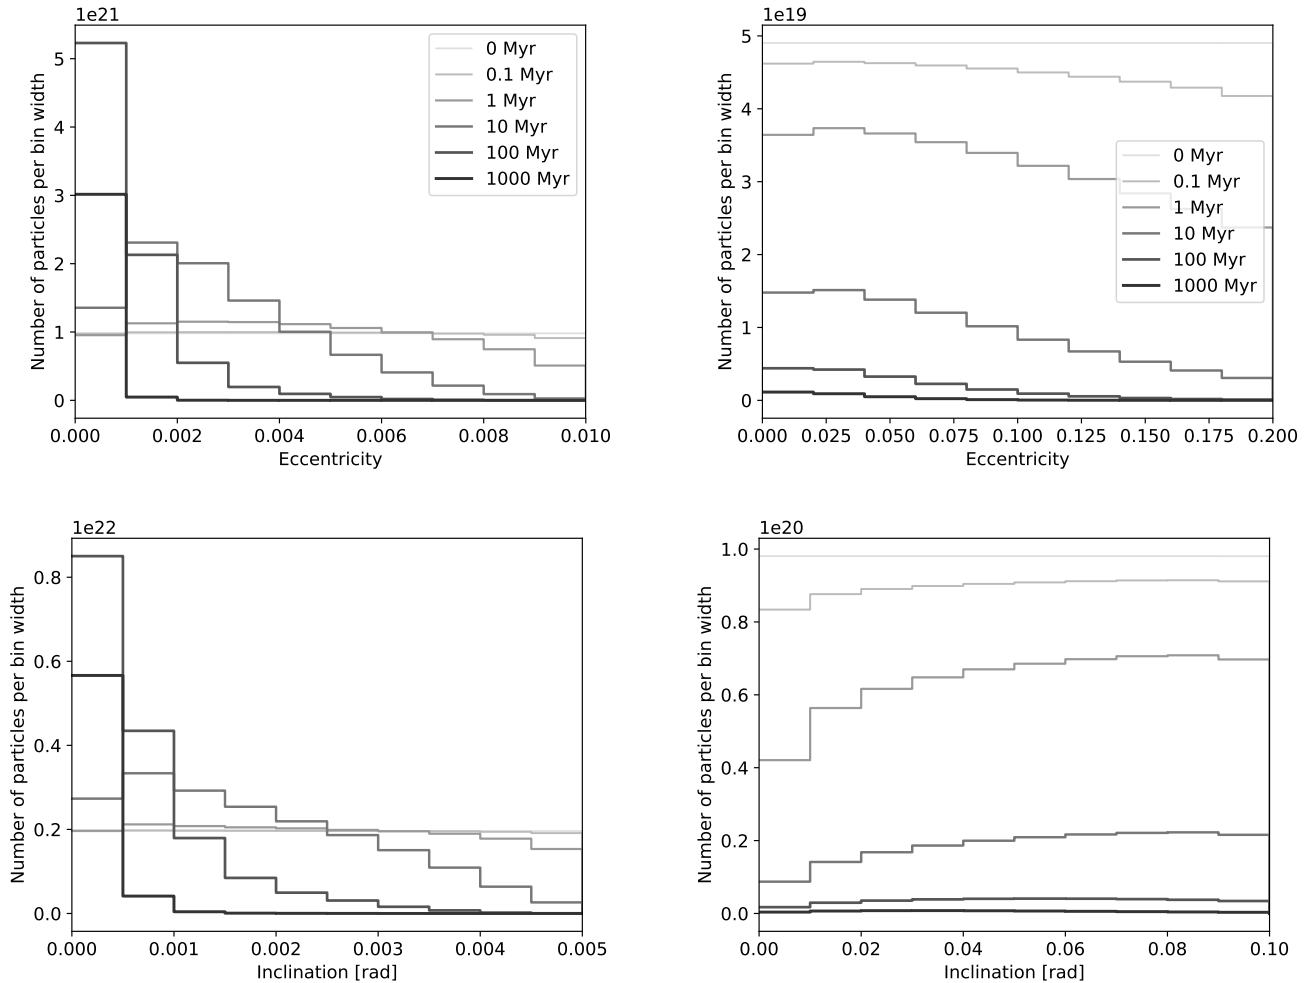 1e21
5
4
3
2
1
0
Number of particles per bin width
0 Myr
0.1 Myr
1 Myr
10 Myr
100 Myr
1000 Myr
0.000 0.002 0.004 0.006 0.008 0.010
Eccentricity
1e19
5
4
3
2
1
0
Number of particles per bin width
0 Myr
0.1 Myr
1 Myr
10 Myr
100 Myr
1000 Myr
0.000 0.025 0.050 0.075 0.100 0.125 0.150 0.175 0.200
Eccentricity
1e22
0.8
0.6
0.4
0.2
0.0
Number of particles per bin width
0.000 0.001 0.002 0.003 0.004 0.005
Inclination [rad]
1e20
1.0
0.8
0.6
0.4
0.2
0.0
Number of particles per bin width
0.00 0.02 0.04 0.06 0.08 0.10
Inclination [rad]